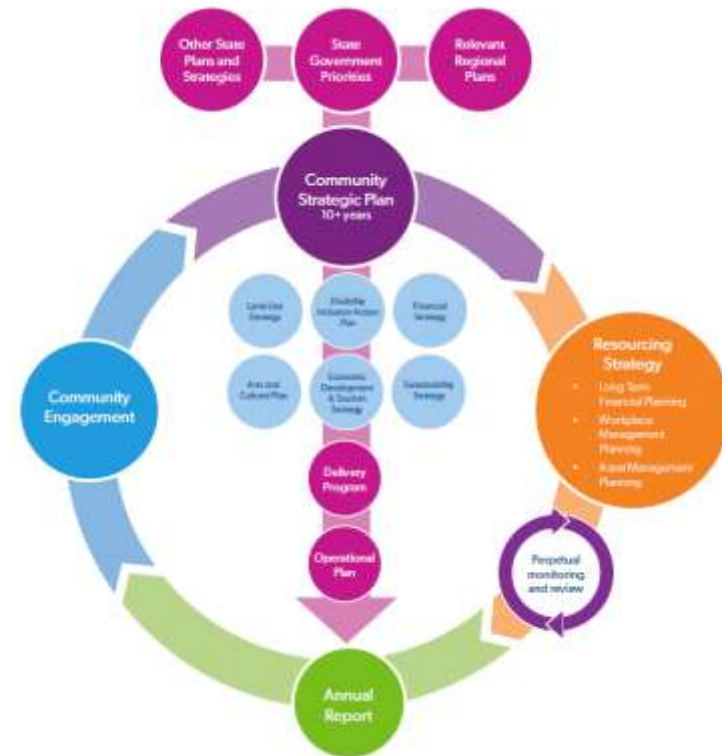 Other State
Plans and
Strategies
State
Government
Priorities
Relevant
Regional
Plans
Community
Strategic Plan
10+ years
Land Use
Strategy
Disability
Inclusion Action
Plan
Financial
Strategy
Arts and
Cultural Plan
Economic
Development
& Tourism
Strategy
Sustainability
Strategy
Community
Engagement
Resourcing
Strategy
• Long Term
Financial Planning
• Workplace
Management
Planning
• Asset Management
Planning
Delivery
Program
Operational
Plan
Perpetual
monitoring
and review
Annual
Report